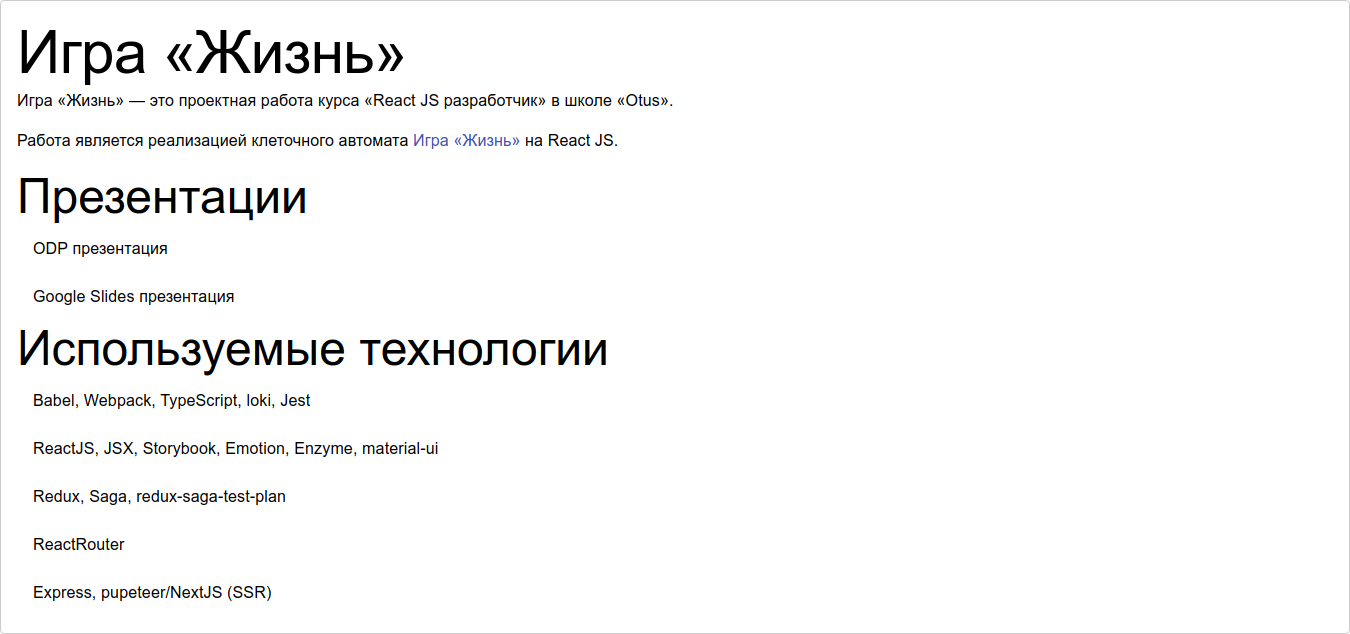 Игра «Жизнь»
Игра «Жизнь» — это проектная работа курса «React JS разработчик» в школе «Otus».
Работа является реализацией клеточного автомата Игра «Жизнь» на React JS.
Презентации
ODP презентация
Google Slides презентация
Используемые технологии
Babel, Webpack, TypeScript, loki, Jest
ReactJS, JSX, Storybook, Emotion, Enzyme, material-ui
Redux, Saga, redux-saga-test-plan
ReactRouter
Express, pupeteer/NextJS (SSR)